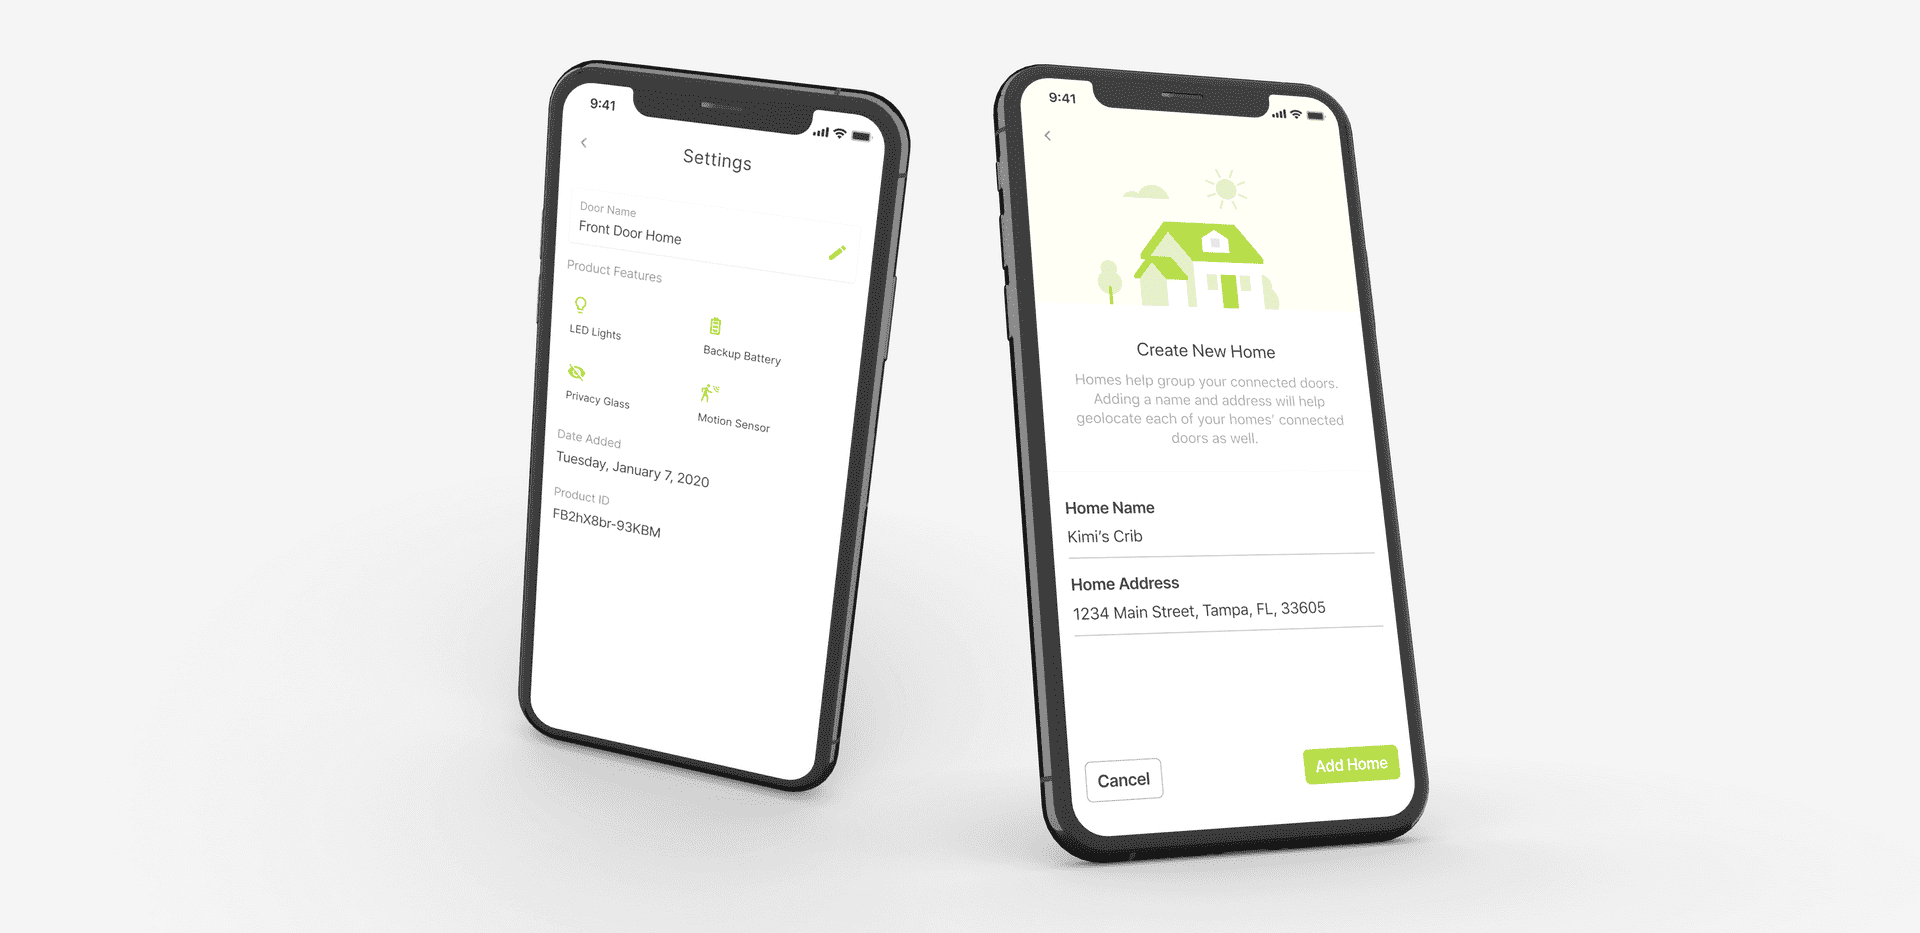 9:41
Settings
Door Name
Front Door Home
Product Features
LED Lights
Backup Battery
Privacy Glass
Motion Sensor
Date Added
Tuesday, January 7, 2020
Product ID
FB2hX8br-93KBM
9:41
Create New Home
Homes help group your connected doors.
Adding a name and address will help
geolocate each of your homes' connected
doors as well.
Home Name
Kimi's Crib
Home Address
1234 Main Street, Tampa, FL, 33605
Cancel
Add Home